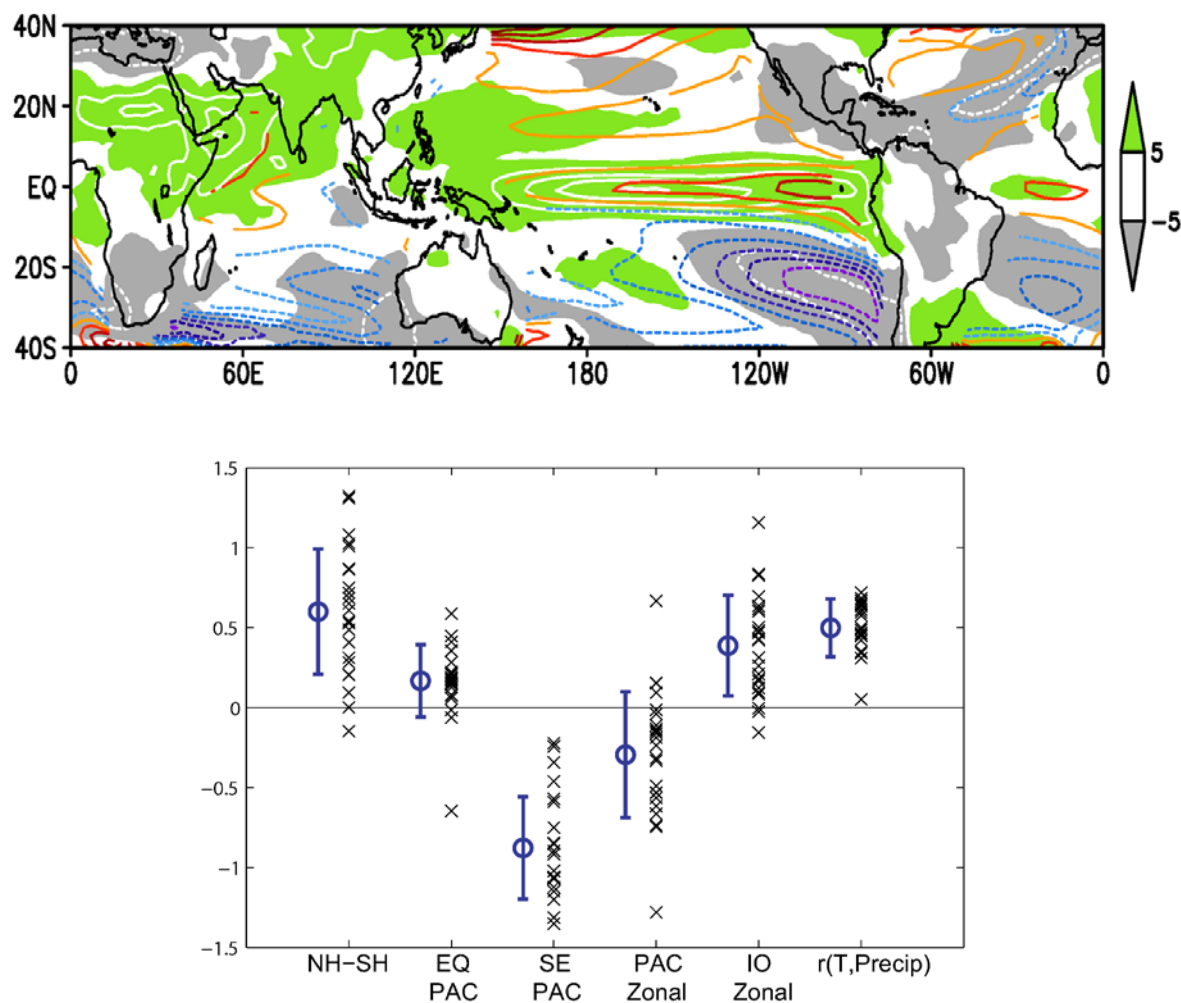 40N
20N
EQ
20S
40S
0 60E 120E 180 120W 60W 0
5
−5
1.5
1
0.5
0
−0.5
−1
−1.5
NH−SH EQ SE PAC IO r(T,Precip)
PAC PAC Zonal Zonal